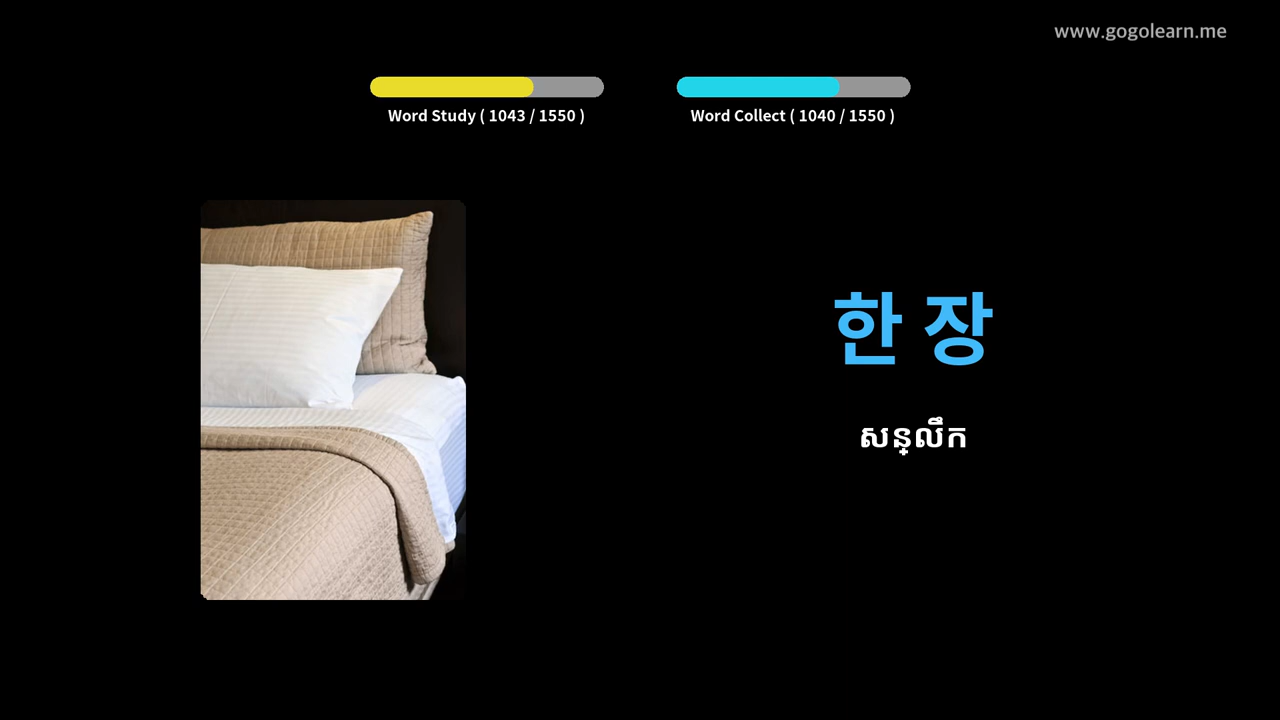 www.gogolearn.me
Word Study ( 1043 / 1550 )
Word Collect ( 1040 / 1550 )
한 장
សន្លឹក